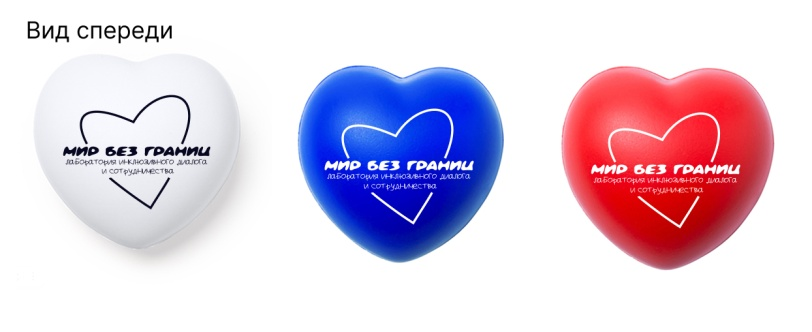 Вид спереди
МИР БЕЗ ГРАНИЦ
лаборатория инклюзивного диалога
и сотрудничества
МИР БЕЗ ГРАНИЦ
лаборатория инклюзивного диалога
и сотрудничества
МИР БЕЗ ГРАНИЦ
лаборатория инклюзивного диалога
и сотрудничества